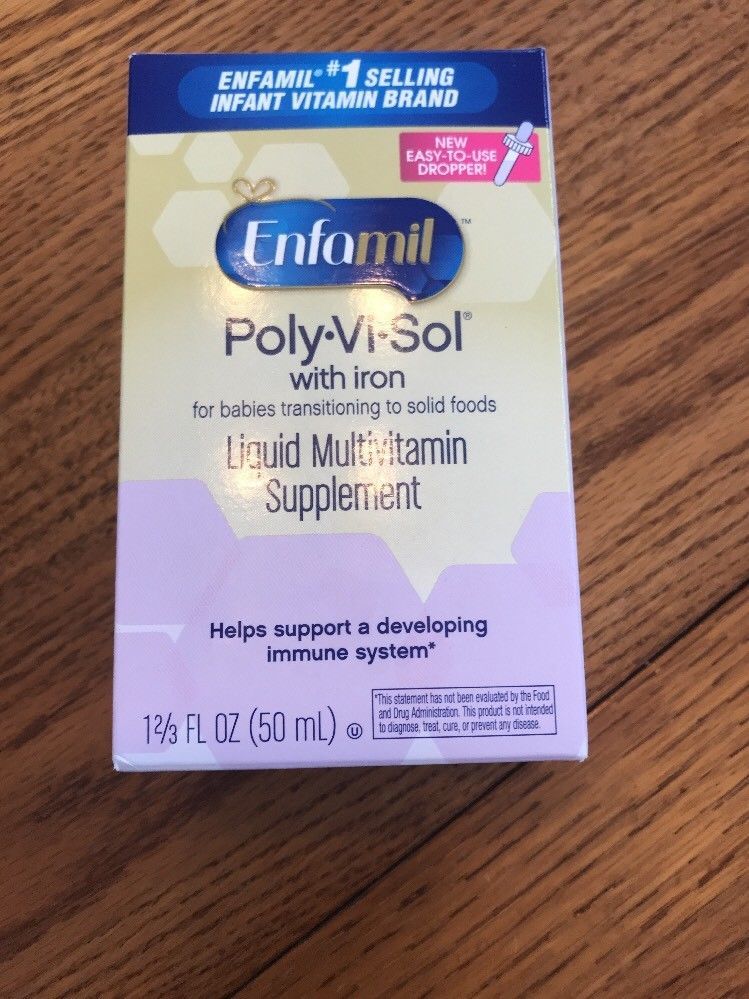 ENFAMIL® #1 SELLING
INFANT VITAMIN BRAND
NEW
EASY-TO-USE
DROPPER!
Enfamil™
Poly•Vi•Sol®
with iron
for babies transitioning to solid foods
Liquid Multivitamin
Supplement
Helps support a developing
immune system*
1 2/3 FL OZ (50 mL) Ⓤ
*This statement has not been evaluated by the Food
and Drug Administration. This product is not intended
to diagnose, treat, cure, or prevent any disease.